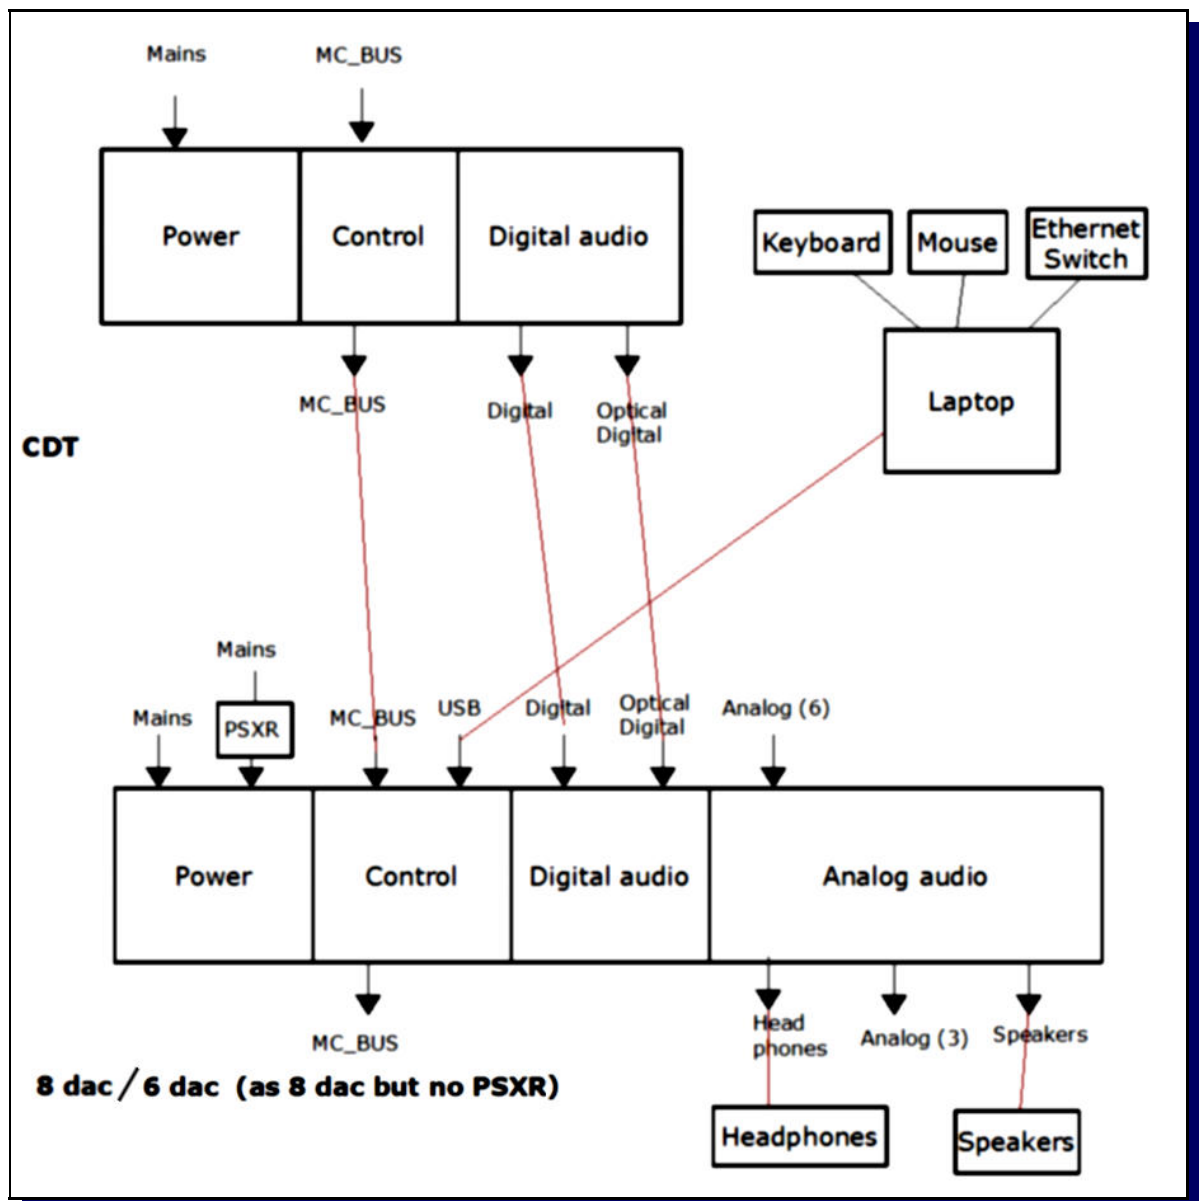 Mains
MC_BUS
Power
Control
Digital audio
Keyboard
Mouse
Ethernet
Switch
Laptop
MC_BUS
Digital
Optical
Digital
CDT
Mains
Mains
PSXR
MC_BUS
USB
Digital
Optical
Digital
Analog (6)
Power
Control
Digital audio
Analog audio
MC_BUS
Head
phones
Analog (3)
Speakers
8 dac / 6 dac (as 8 dac but no PSXR)
Headphones
Speakers